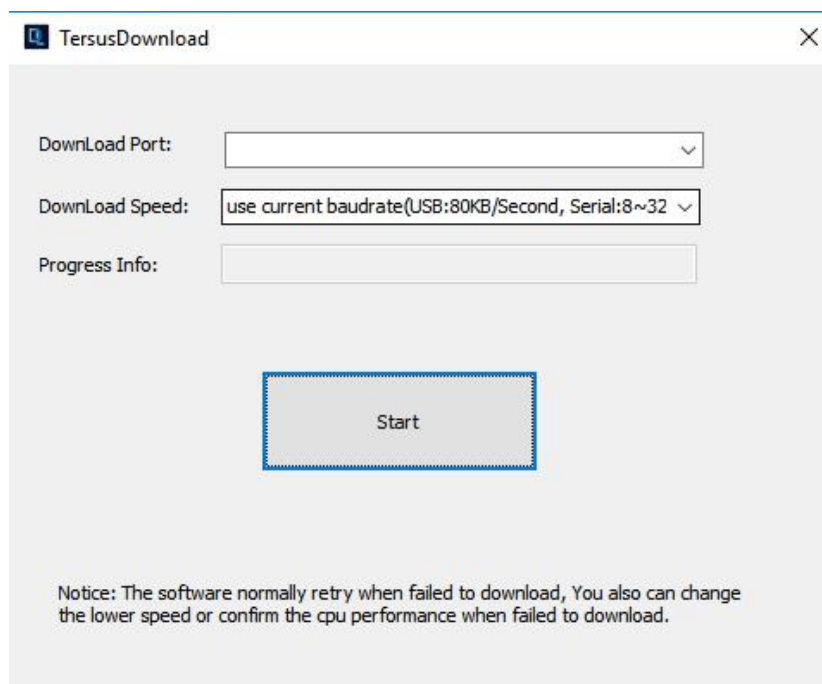 TersusDownload
DownLoad Port:
DownLoad Speed: use current baudrate(USB:80KB/Second, Serial:8~32
Progress Info:
Start
Notice: The software normally retry when failed to download, You also can change
the lower speed or confirm the cpu performance when failed to download.